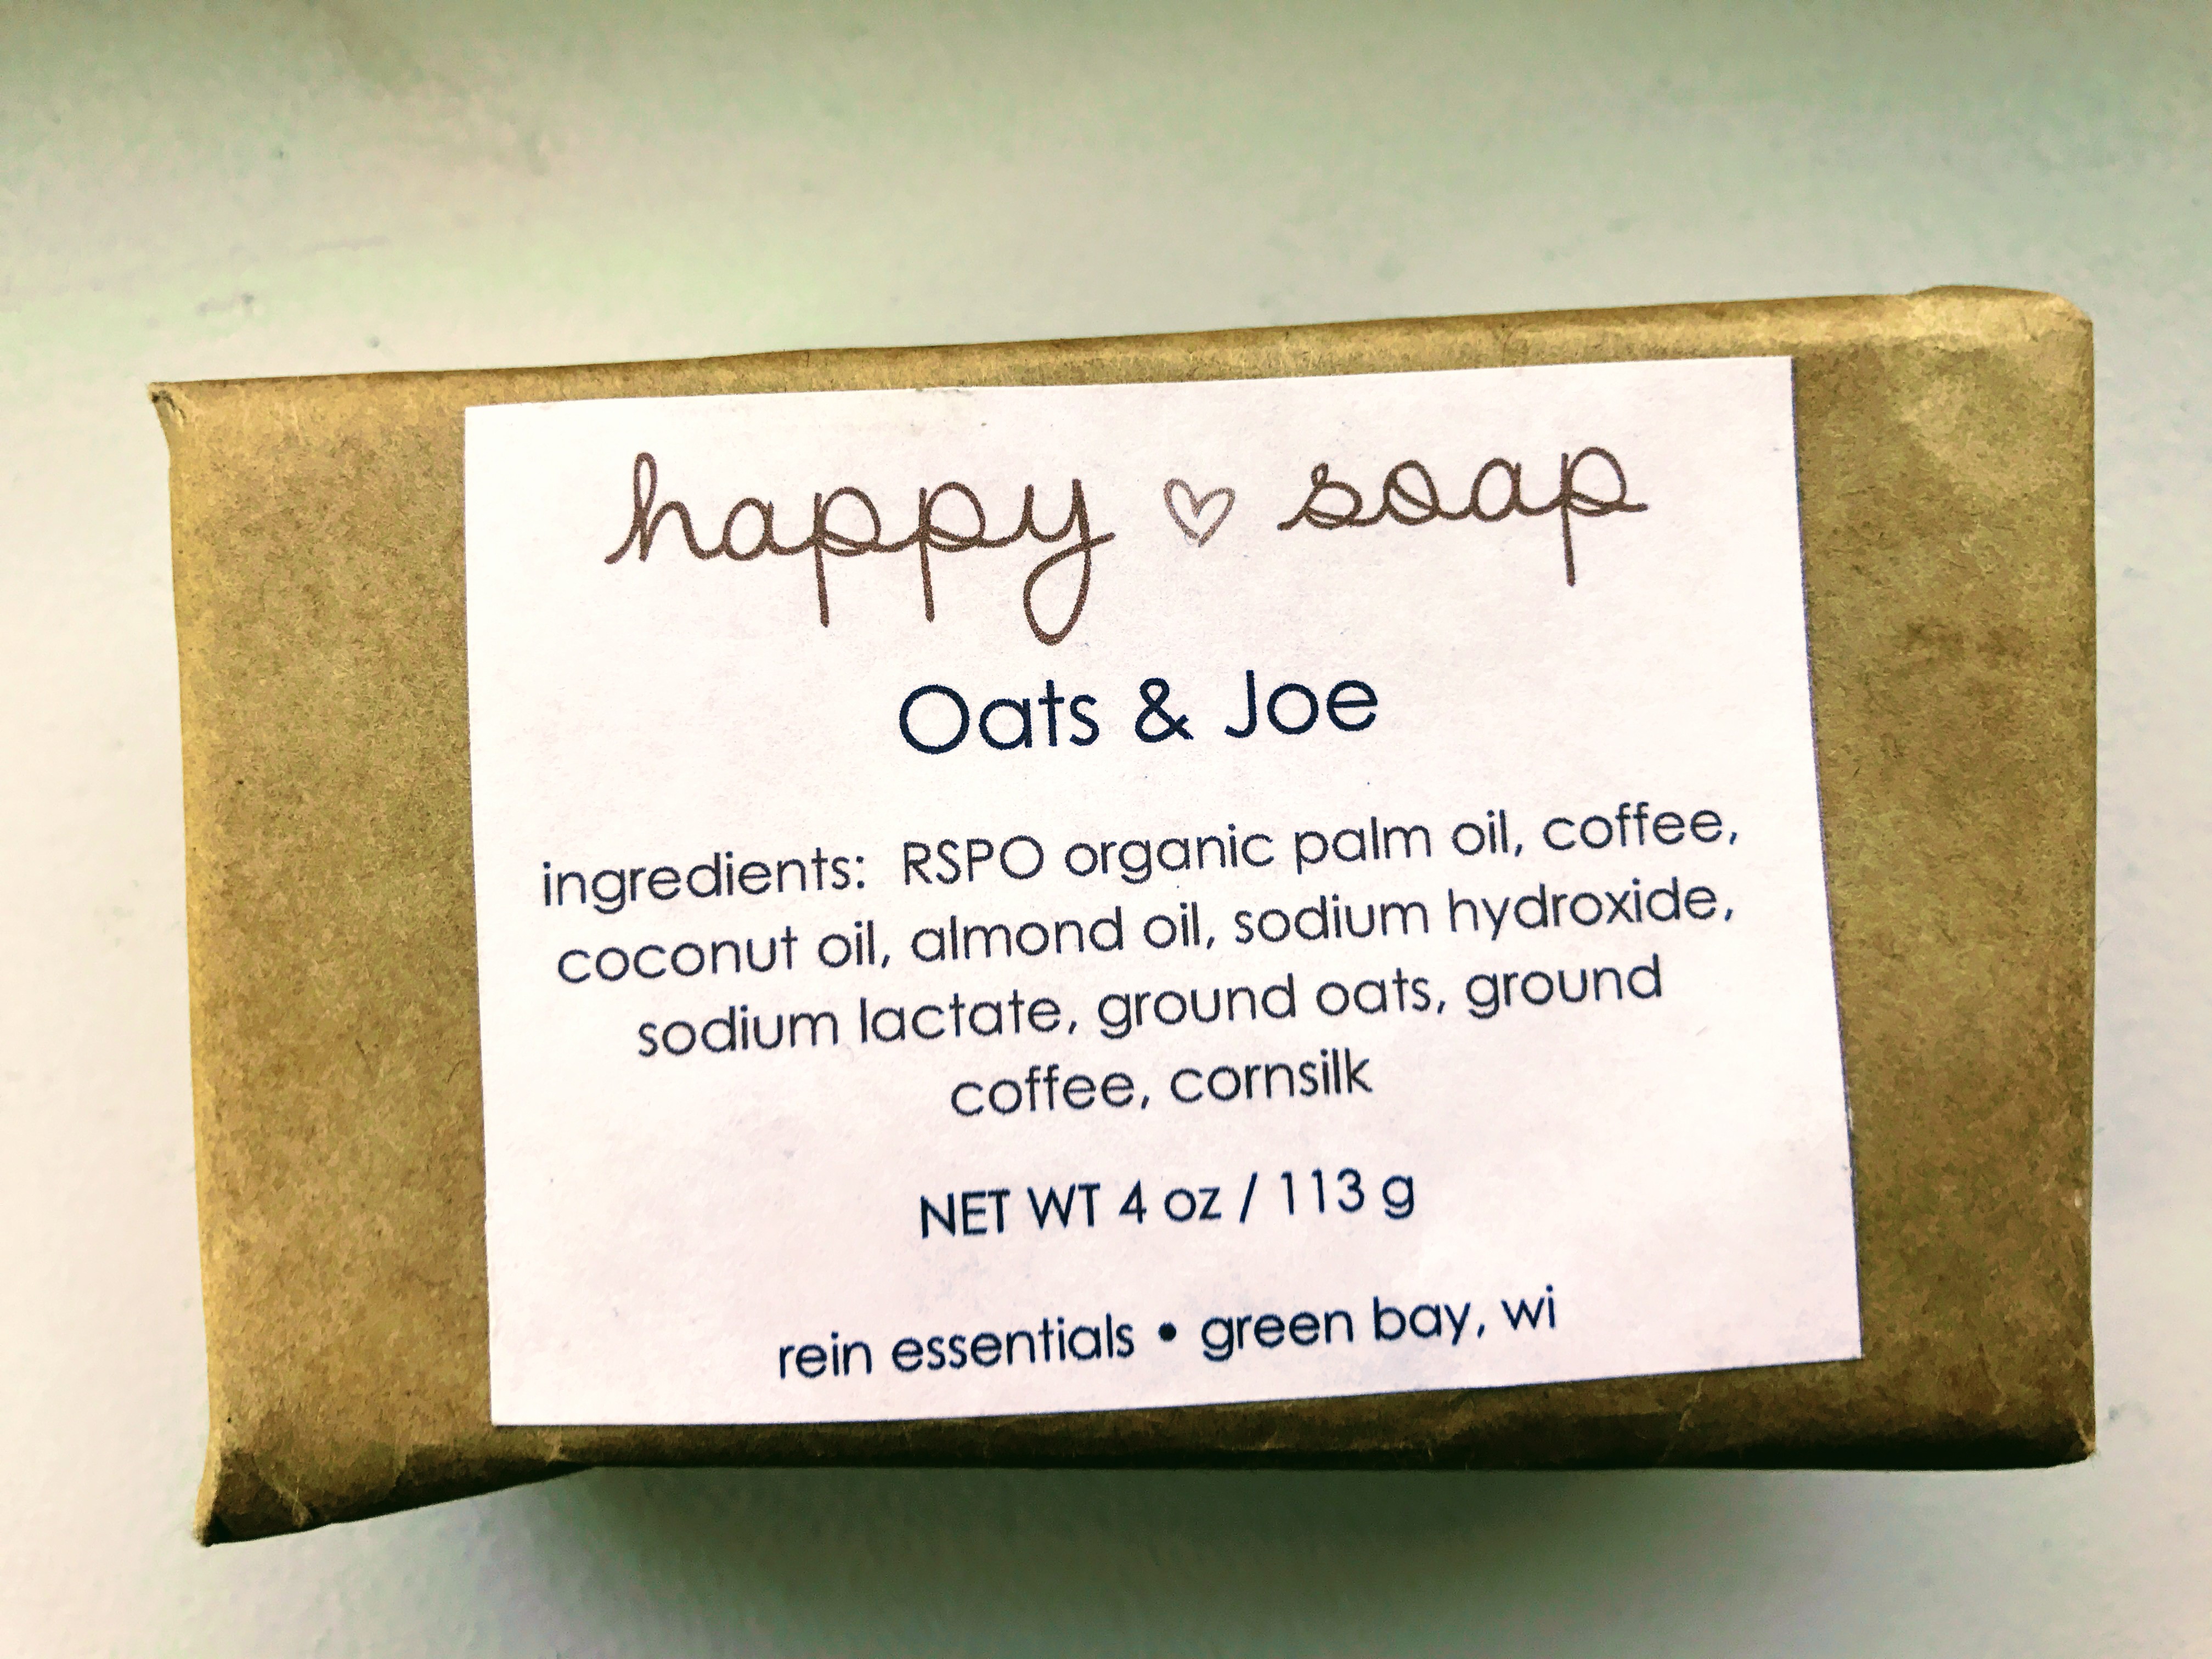 happy ♡ soap
Oats & Joe
ingredients: RSPO organic palm oil, coffee,
coconut oil, almond oil, sodium hydroxide,
sodium lactate, ground oats, ground
coffee, cornsilk
NET WT 4 oz / 113 g
rein essentials • green bay, wi